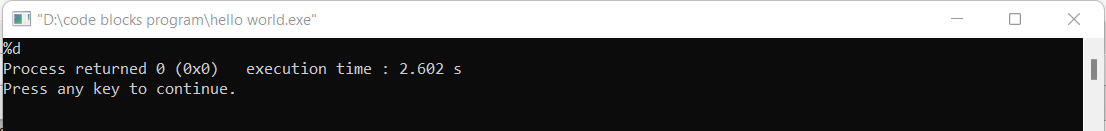 "D:\code blocks program\hello world.exe"
%d
Process returned 0 (0x0)   execution time : 2.602 s
Press any key to continue.